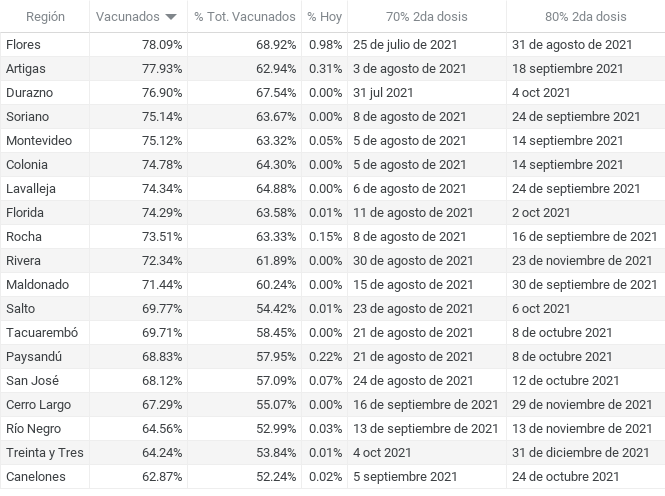 Región Vacunados % Tot. Vacunados % Hoy 70% 2da dosis 80% 2da dosis
Flores 78.09% 68.92% 0.98% 25 de julio de 2021 31 de agosto de 2021
Artigas 77.93% 62.94% 0.31% 3 de agosto de 2021 18 septiembre 2021
Durazno 76.90% 67.54% 0.00% 31 jul 2021 4 oct 2021
Soriano 75.14% 63.67% 0.00% 8 de agosto de 2021 24 de septiembre de 2021
Montevideo 75.12% 63.32% 0.05% 5 de agosto de 2021 14 septiembre 2021
Colonia 74.78% 64.30% 0.00% 5 de agosto de 2021 14 septiembre 2021
Lavalleja 74.34% 64.88% 0.00% 6 de agosto de 2021 24 de septiembre de 2021
Florida 74.29% 63.58% 0.01% 11 de agosto de 2021 2 oct 2021
Rocha 73.51% 63.33% 0.15% 8 de agosto de 2021 16 de septiembre de 2021
Rivera 72.34% 61.89% 0.00% 30 de agosto de 2021 23 de noviembre de 2021
Maldonado 71.44% 60.24% 0.00% 15 de agosto de 2021 30 de septiembre de 2021
Salto 69.77% 54.42% 0.01% 23 de agosto de 2021 6 oct 2021
Tacuarembó 69.71% 58.45% 0.00% 21 de agosto de 2021 8 de octubre 2021
Paysandú 68.83% 57.95% 0.22% 21 de agosto de 2021 8 de octubre 2021
San José 68.12% 57.09% 0.07% 24 de agosto de 2021 12 de octubre 2021
Cerro Largo 67.29% 55.07% 0.00% 16 de septiembre de 2021 29 de noviembre de 2021
Río Negro 64.56% 52.99% 0.03% 13 de septiembre de 2021 13 de noviembre de 2021
Treinta y Tres 64.24% 53.84% 0.01% 4 oct 2021 31 de diciembre de 2021
Canelones 62.87% 52.24% 0.02% 5 septiembre 2021 24 de octubre de 2021